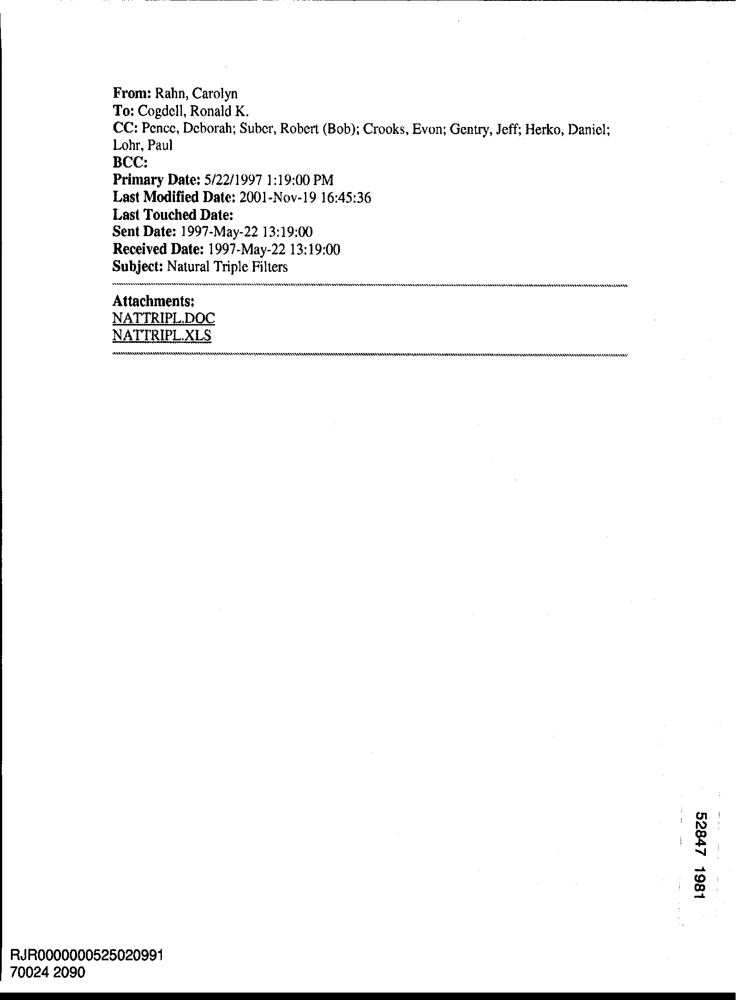 From: Rahn, Carolyn
To: Cogdell, Ronald K.
CC: Pence, Deborah; Suber, Robert (Bob); Crooks, Evon; Gentry, Jeff; Herko, Daniel;
Lohr, Paul
BCC:
Primary Date: 5/22/1997 1:19:00 PM
Last Modified Date: 2001-Nov-19 16:45:36
Last Touched Date:
Sent Date: 1997-May-22 13:19:00
Received Date: 1997-May-22 13:19:00
Subject: Natural Triple Filters
Attachments:
NATTRIPL.DOC
NATTRIPL.XLS
52847 1981
RJR0000000525020991
70024 2090